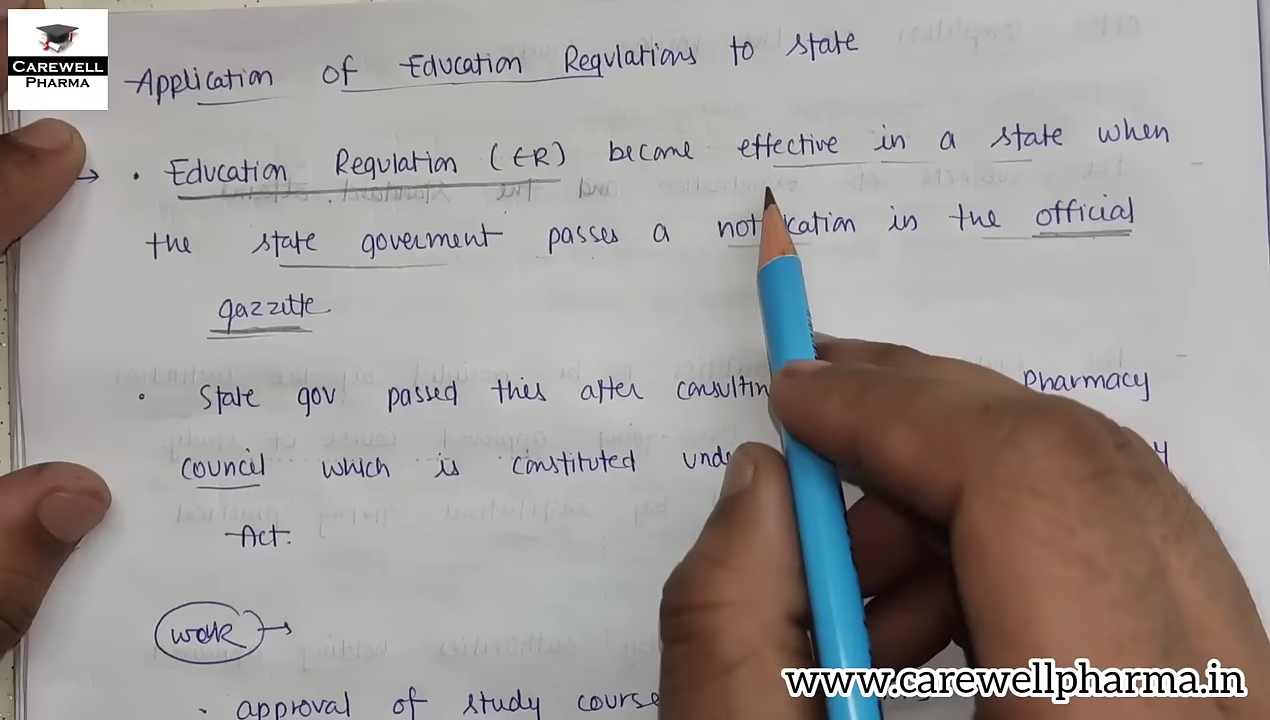 CAREWELL
PHARMA
Application of Education Regulations to state
→ • Education Regulation (ER) become effective in a state when
the state goverment passes a notication in the official
gazzette
• State gov. passed this after consultin Pharmacy
council which is constituted und
Act.
work →
• approval of study course
www.carewellpharma.in